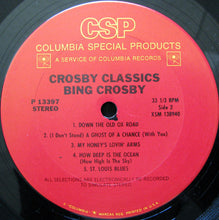 CSP
COLUMBIA SPECIAL PRODUCTS
A SERVICE OF COLUMBIA RECORDS
CROSBY CLASSICS
BING CROSBY
P 13397
STEREO
33 1/3 RPM
Side 2
XSM 138940
1. DOWN THE OLD OX ROAD
2. (I Don't Stand) A GHOST OF A CHANCE (With You)
3. MY HONEY'S LOVIN' ARMS
4. HOW DEEP IS THE OCEAN
(How High Is The Sky)
5. ST. LOUIS BLUES
ALL SELECTIONS ARE ELECTRONICALLY RE-RECORDED
TO SIMULATE STEREO